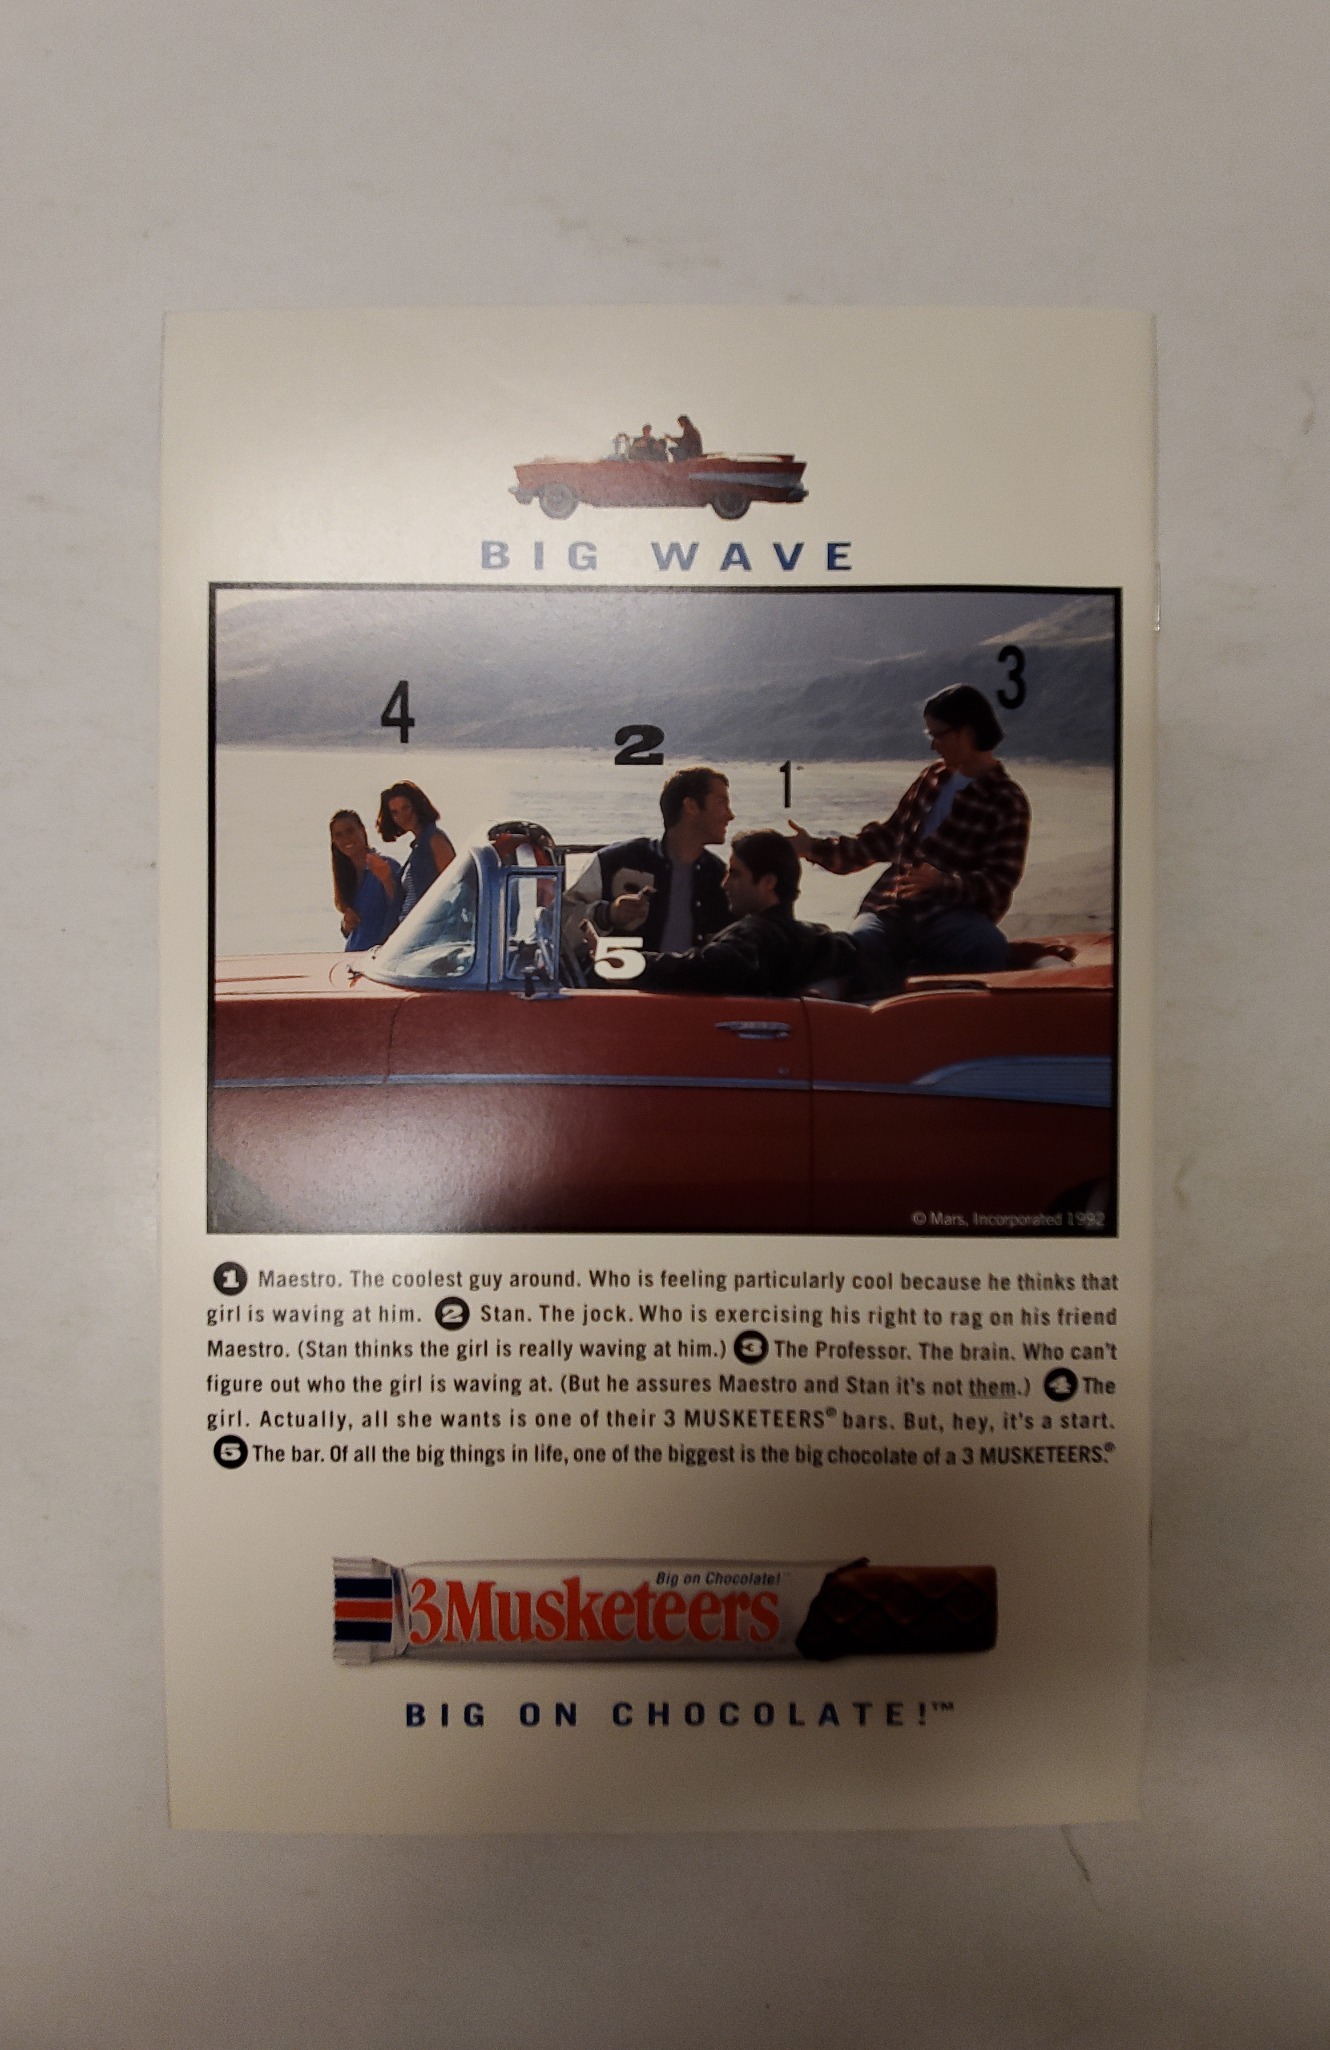 BIG WAVE
4
3
2
1
5
© Mars, Incorporated 1992
1 Maestro. The coolest guy around. Who is feeling particularly cool because he thinks that
girl is waving at him. 2 Stan. The jock. Who is exercising his right to rag on his friend
Maestro. (Stan thinks the girl is really waving at him.) 3 The Professor. The brain. Who can't
figure out who the girl is waving at. (But he assures Maestro and Stan it's not them.) 4 The
girl. Actually, all she wants is one of their 3 MUSKETEERS® bars. But, hey, it's a start.
5 The bar. Of all the big things in life, one of the biggest is the big chocolate of a 3 MUSKETEERS.®
Big on Chocolate!™
3Musketeers
BIG ON CHOCOLATE!™